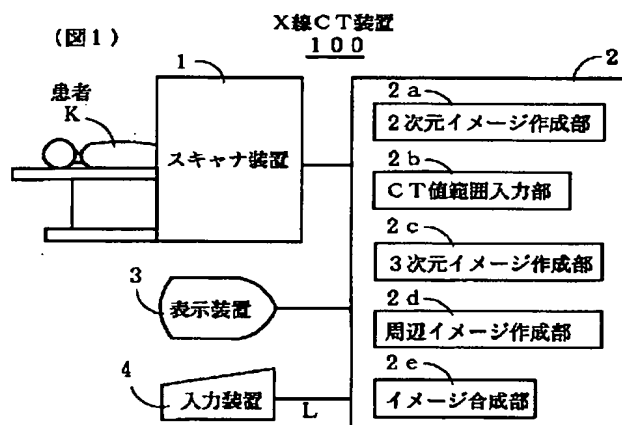 (図1)
X線CT装置
100
1
2
患者
K
スキャナ装置
2a
2次元イメージ作成部
2b
CT値範囲入力部
2c
3次元イメージ作成部
3
表示装置
2d
周辺イメージ作成部
4
入力装置
L
2e
イメージ合成部